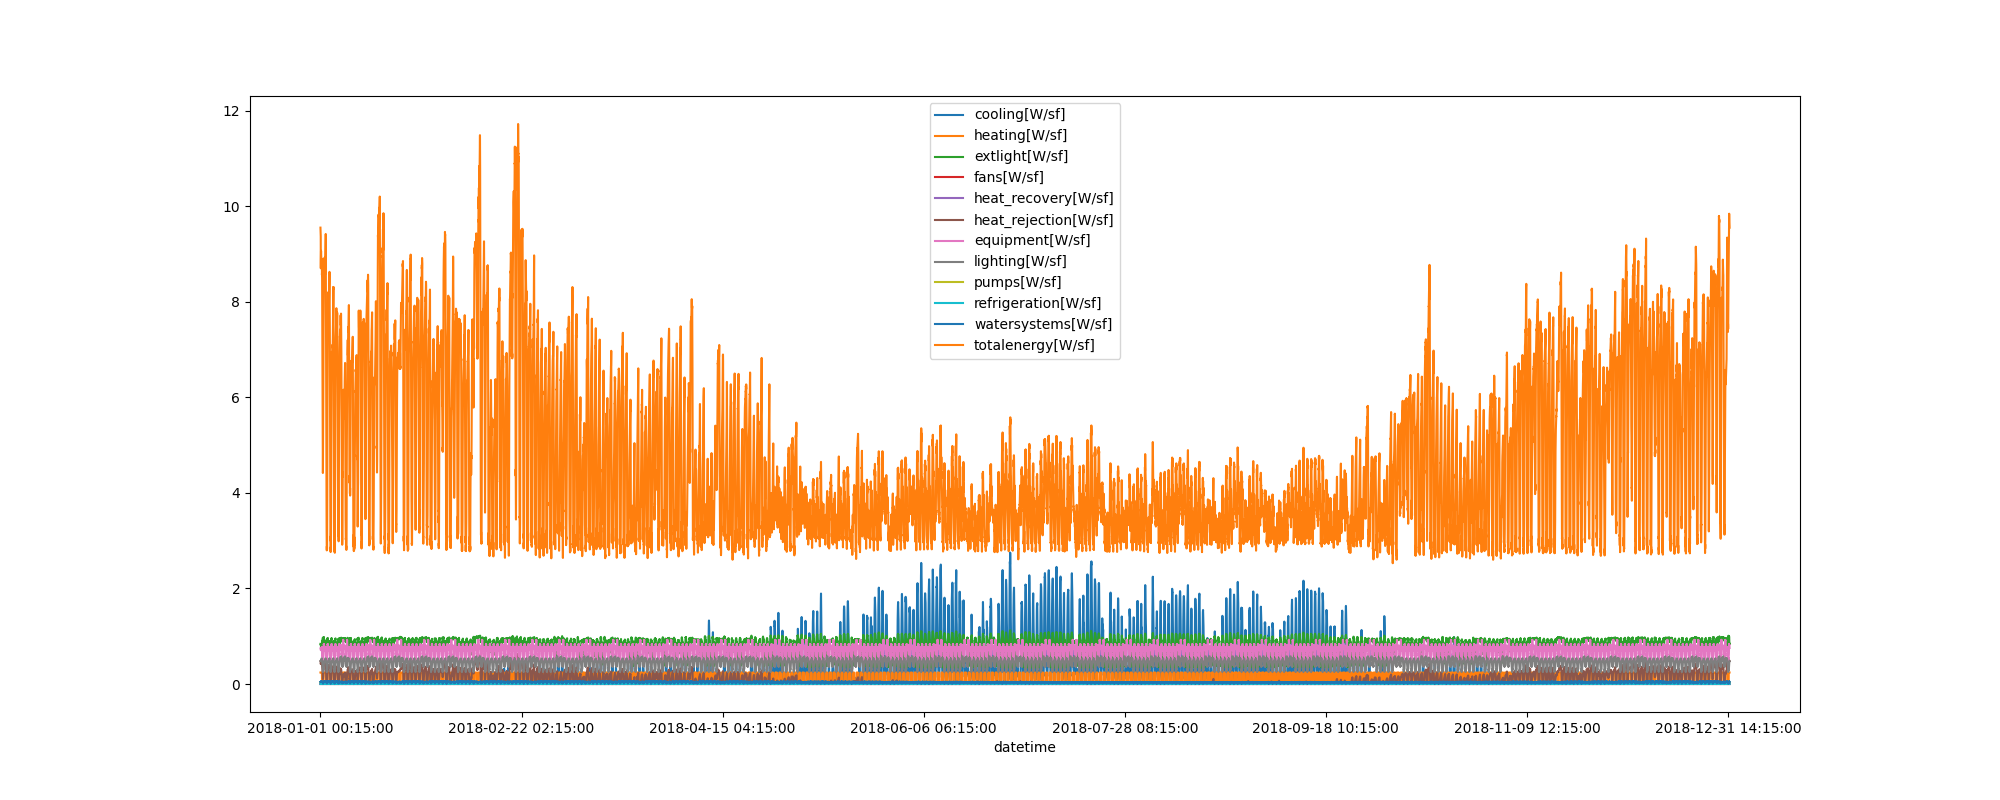 12
10
8
6
4
2
0
cooling[W/sf]
heating[W/sf]
extlight[W/sf]
fans[W/sf]
heat_recovery[W/sf]
heat_rejection[W/sf]
equipment[W/sf]
lighting[W/sf]
pumps[W/sf]
refrigeration[W/sf]
watersystems[W/sf]
totalenergy[W/sf]
2018-01-01 00:15:00 2018-02-22 02:15:00 2018-04-15 04:15:00 2018-06-06 06:15:00 2018-07-28 08:15:00 2018-09-18 10:15:00 2018-11-09 12:15:00 2018-12-31 14:15:00
datetime